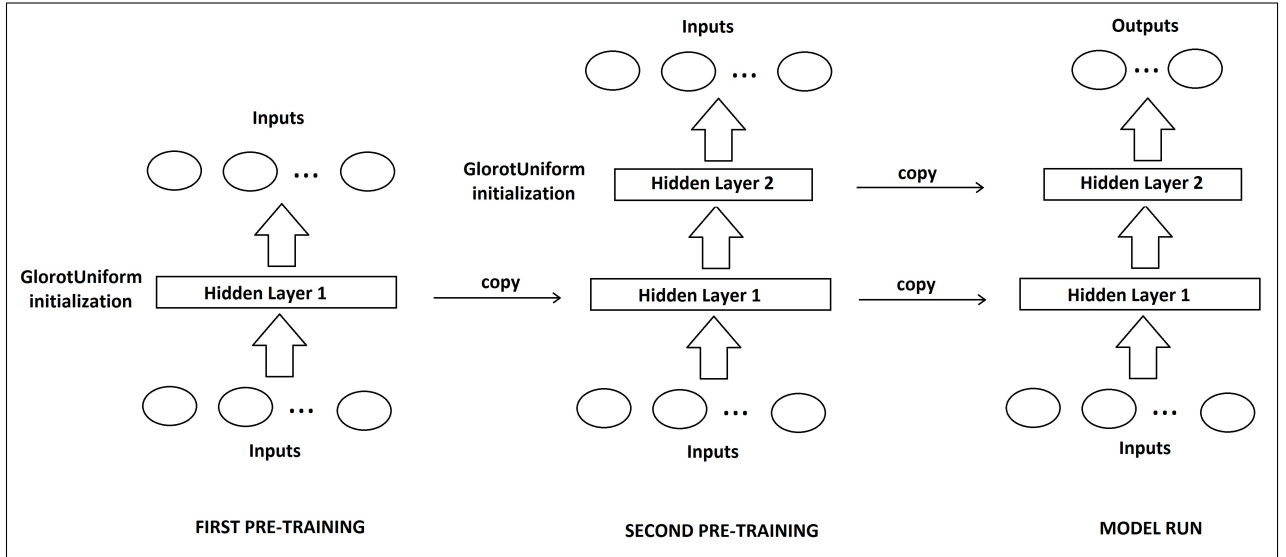 Inputs
...
GlorotUniform
initialization
Hidden Layer 1
...
Inputs
FIRST PRE-TRAINING
copy
Inputs
...
GlorotUniform
initialization
Hidden Layer 2
Hidden Layer 1
...
Inputs
SECOND PRE-TRAINING
copy
copy
Outputs
...
Hidden Layer 2
Hidden Layer 1
...
Inputs
MODEL RUN